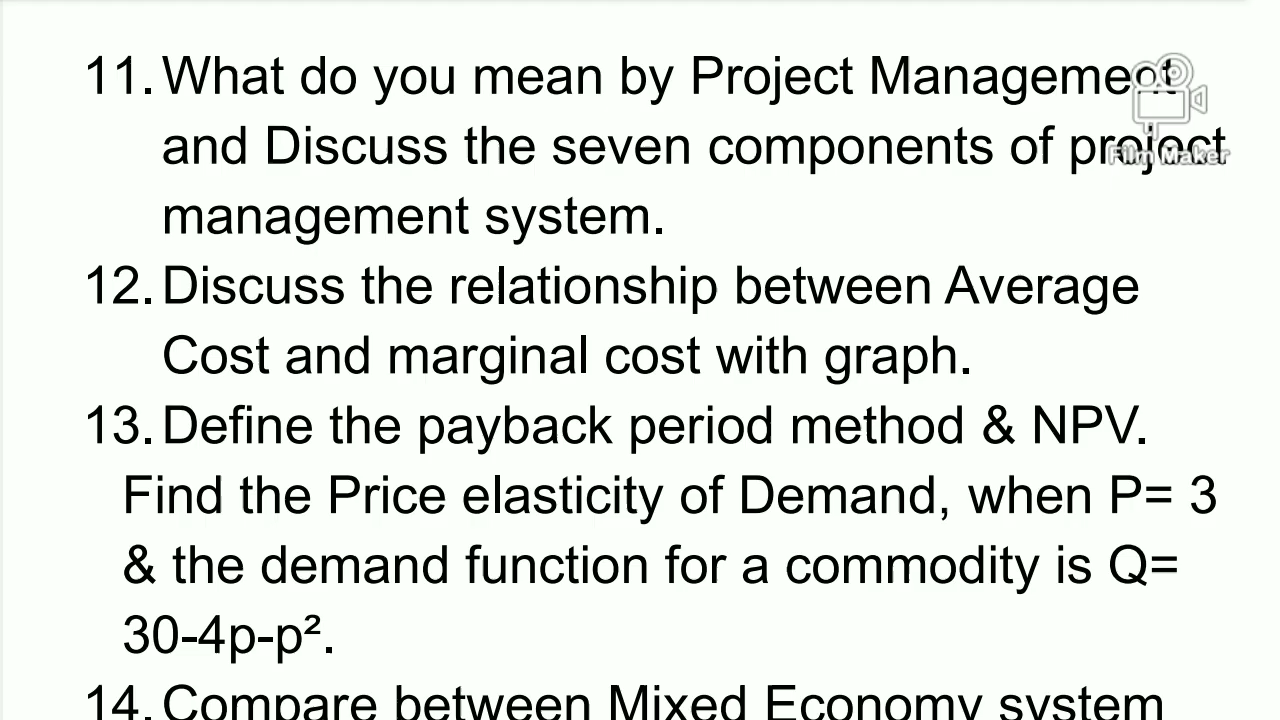 11. What do you mean by Project Management
and Discuss the seven components of project
management system.
12. Discuss the relationship between Average
Cost and marginal cost with graph.
13. Define the payback period method & NPV.
Find the Price elasticity of Demand, when P= 3
& the demand function for a commodity is Q=
30-4p-p².
14. Compare between Mixed Economy system
Film Maker